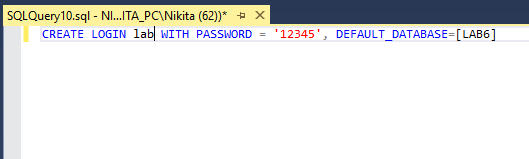 SQLQuery10.sql - NI...ITA_PC\Nikita (62))*
CREATE LOGIN lab WITH PASSWORD = '12345', DEFAULT_DATABASE=[LAB6]